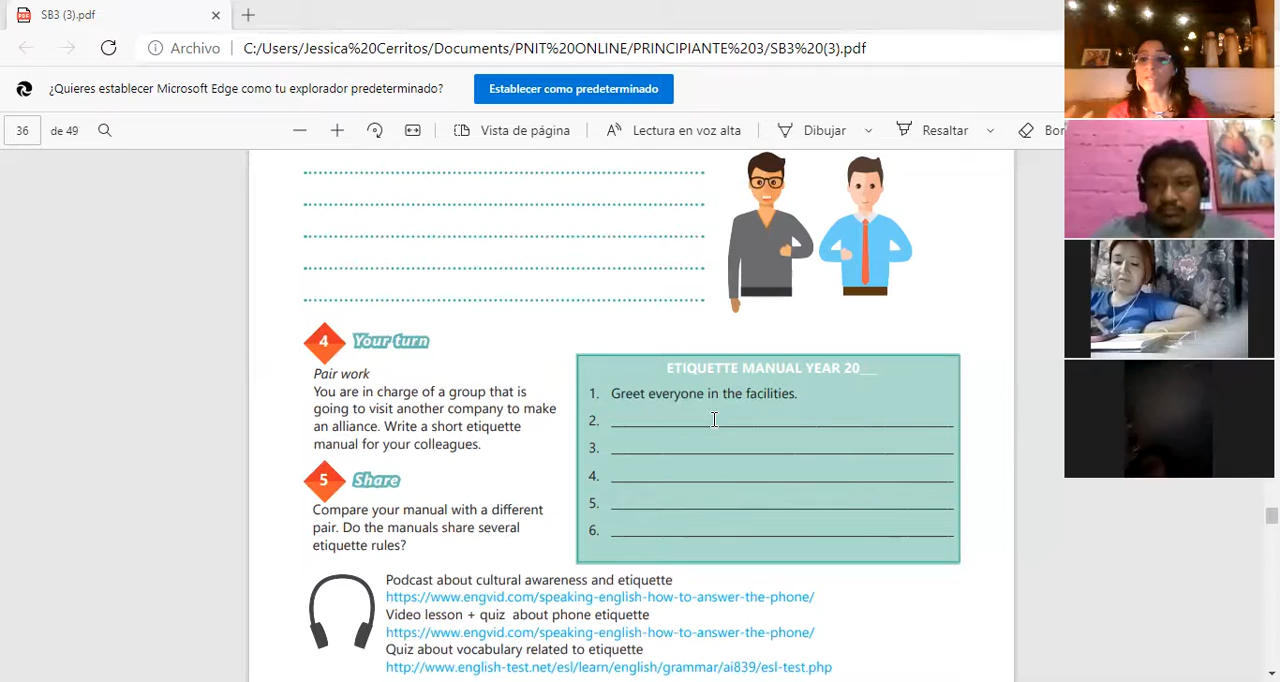 SB3 (3).pdf
Archivo
C:/Users/Jessica%20Cerritos/Documents/PNIT%20ONLINE/PRINCIPIANTE%203/SB3%20(3).pdf
¿Quieres establecer Microsoft Edge como tu explorador predeterminado?
Establecer como predeterminado
36 de 49
Vista de página
Lectura en voz alta
Dibujar
Resaltar
4 Your turn
Pair work
You are in charge of a group that is
going to visit another company to make
an alliance. Write a short etiquette
manual for your colleagues.
ETIQUETTE MANUAL YEAR 20___
1. Greet everyone in the facilities.
2.
3.
4.
5.
6.
5 Share
Compare your manual with a different
pair. Do the manuals share several
etiquette rules?
Podcast about cultural awareness and etiquette
https://www.engvid.com/speaking-english-how-to-answer-the-phone/
Video lesson + quiz about phone etiquette
https://www.engvid.com/speaking-english-how-to-answer-the-phone/
Quiz about vocabulary related to etiquette
http://www.english-test.net/esl/learn/english/grammar/ai839/esl-test.php